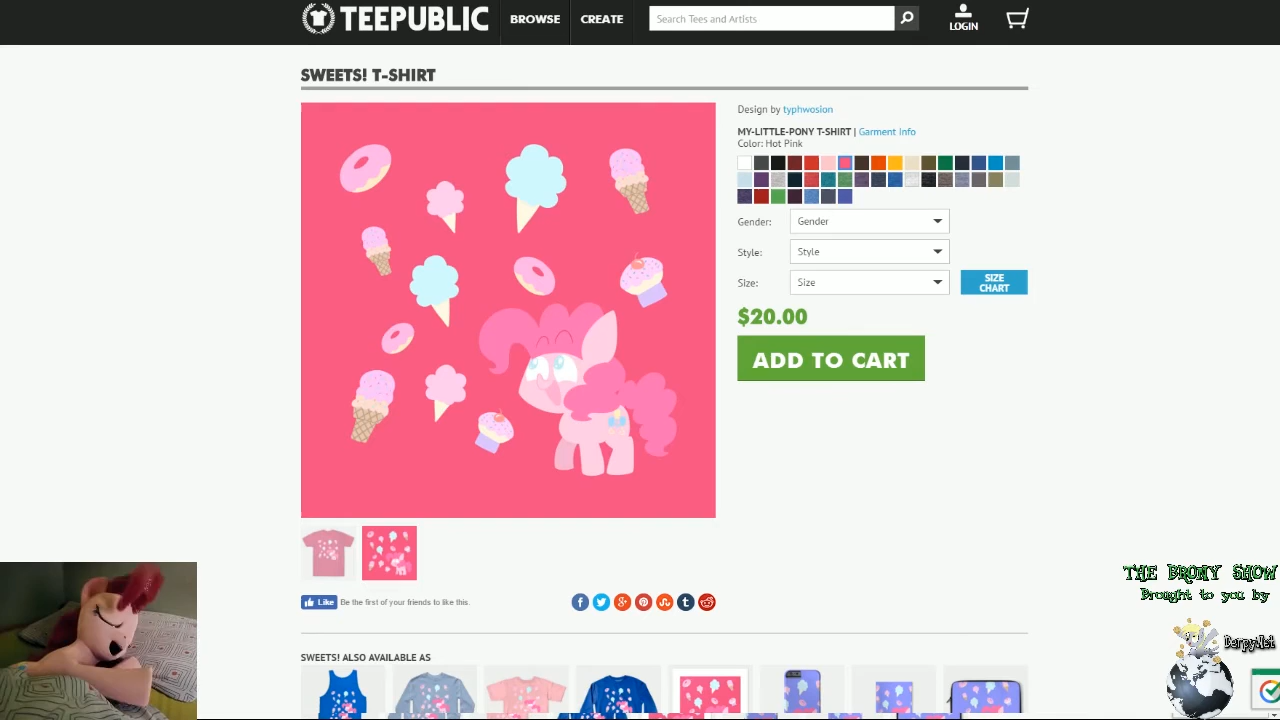 TEEPUBLIC
BROWSE
CREATE
Search Tees and Artists
LOGIN
SWEETS! T-SHIRT
Design by typhwosion
MY-LITTLE-PONY T-SHIRT | Garment Info
Color: Hot Pink
Gender: Gender
Style: Style
Size: Size
SIZE CHART
$20.00
ADD TO CART
Like
Be the first of your friends to like this.
THE BRONY SHOW
Brought to you by
SWEETS! ALSO AVAILABLE AS